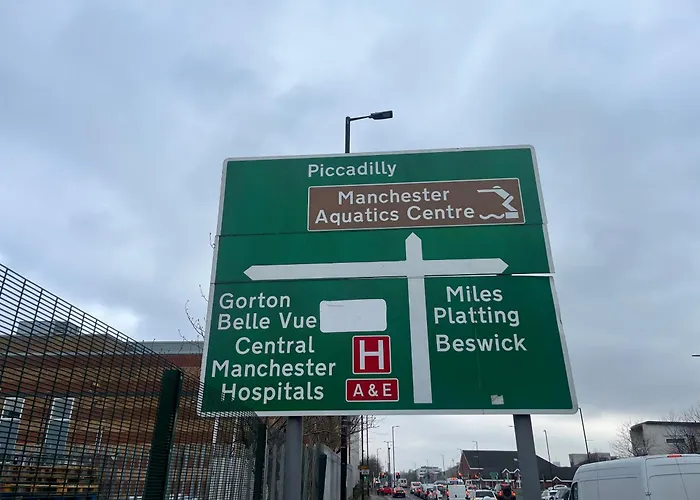 Piccadilly
Manchester
Aquatics Centre
Gorton
Belle Vue
Central
Manchester
Hospitals
H
A & E
Miles
Platting
Beswick